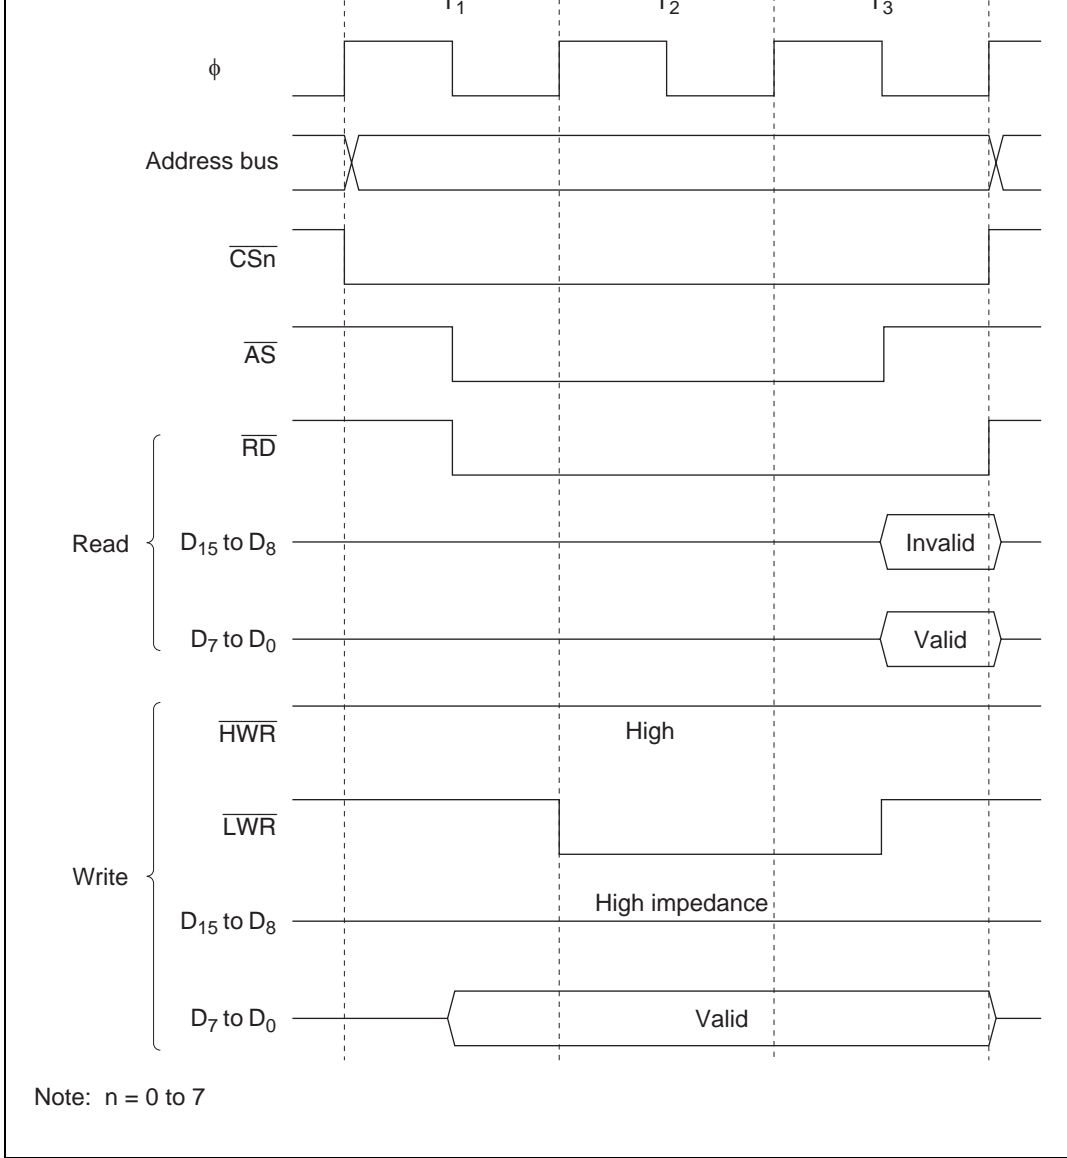 T1 T2 T3
ϕ
Address bus
CSn
AS
RD
Read
D15 to D8
Invalid
D7 to D0
Valid
HWR
High
LWR
Write
High impedance
D15 to D8
D7 to D0
Valid
Note: n = 0 to 7